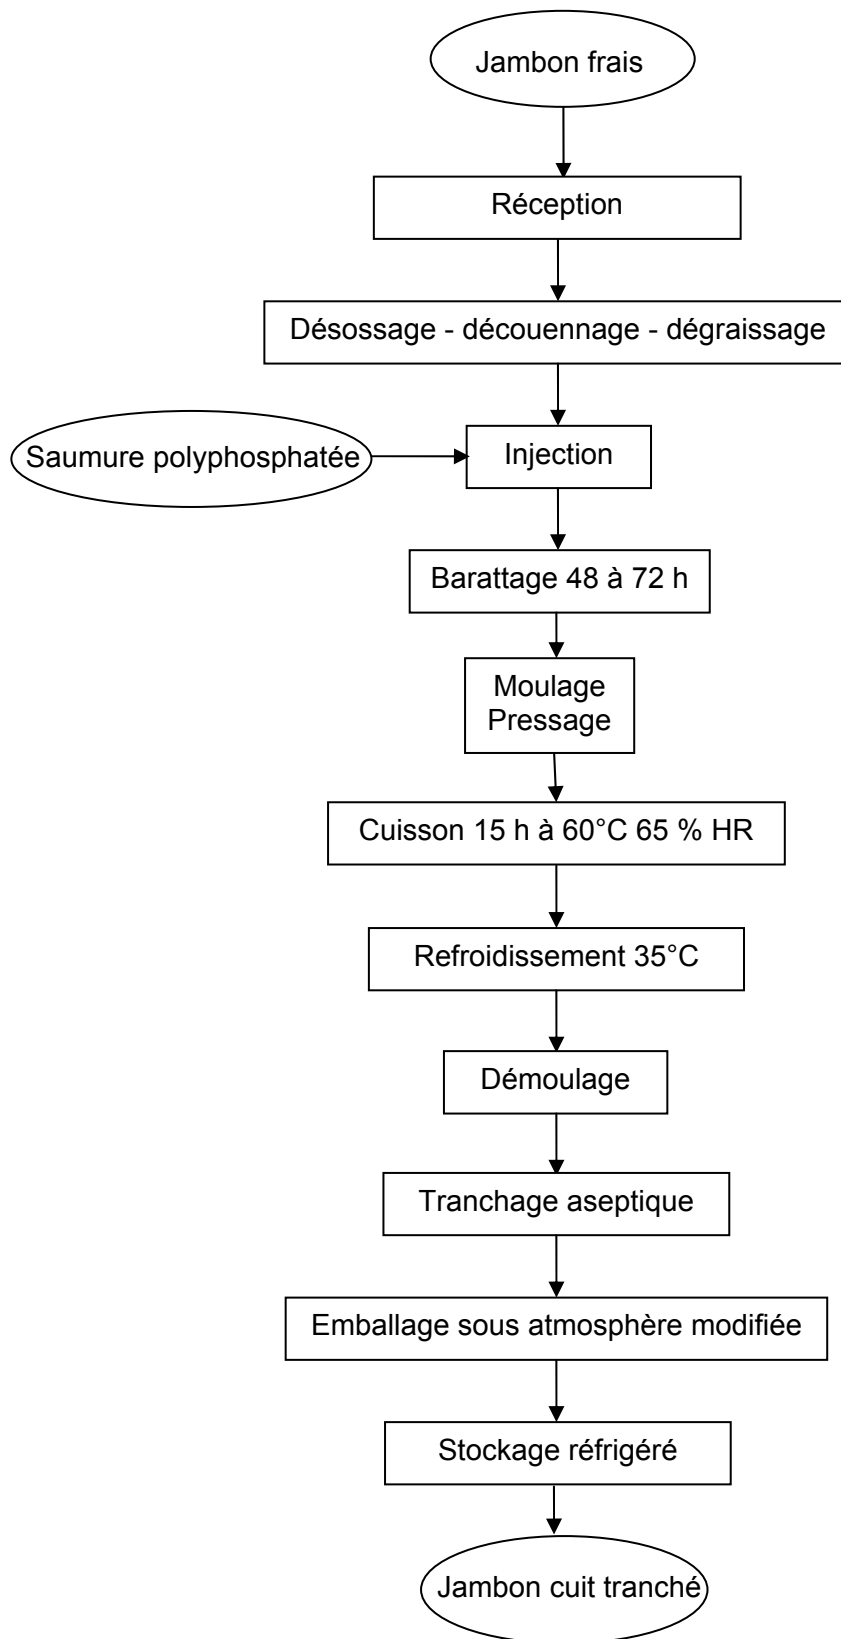 Jambon frais
Réception
Désossage - découennage - dégraissage
Saumure polyphosphatée
Injection
Barattage 48 à 72 h
Moulage
Pressage
Cuisson 15 h à 60°C 65 % HR
Refroidissement 35°C
Démoulage
Tranchage aseptique
Emballage sous atmosphère modifiée
Stockage réfrigéré
Jambon cuit tranché